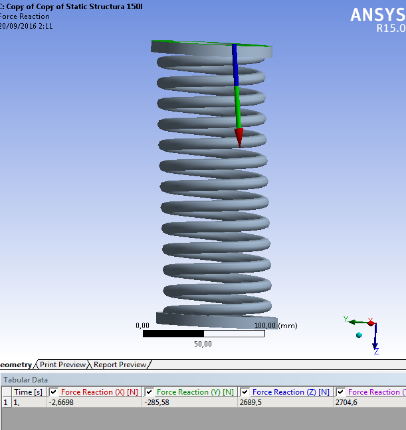 C: Copy of Copy of Static Structura 150l
Force Reaction
20/09/2016 2:11
ANSYS
R15.0
0,00
100,00 (mm)
50,00
Y
X
Z
eometry
Print Preview
Report Preview
Tabular Data
Time [s]
Force Reaction (X) [N]
Force Reaction (Y) [N]
Force Reaction (Z) [N]
Force Reaction (
1
1,
-2,6698
-285,58
2689,5
2704,6